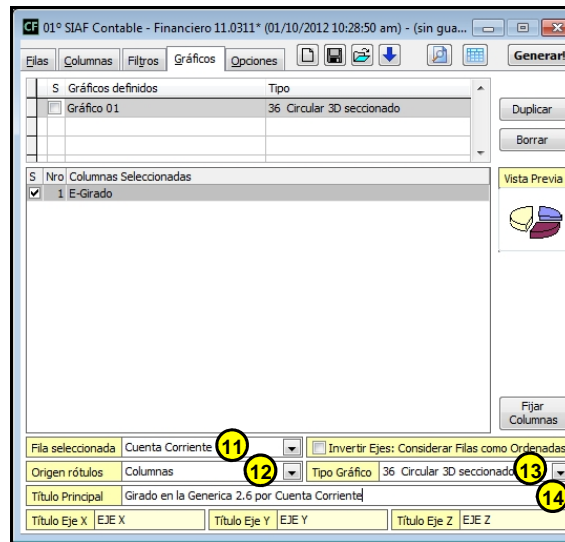 CF 01º SIAF Contable - Financiero 11.0311* (01/10/2012 10:28:50 am) - (sin gua...
Filas Columnas Filtros Gráficos Opciones Generar!
S Gráficos definidos Tipo
Gráfico 01 36 Circular 3D seccionado
Duplicar
Borrar
S Nro Columnas Seleccionadas
1 E-Girado
Vista Previa
Fijar
Columnas
Fila seleccionada Cuenta Corriente 11 Invertir Ejes: Considerar Filas como Ordenadas
Origen rótulos Columnas 12 Tipo Gráfico 36 Circular 3D seccionado 13
Título Principal Girado en la Generica 2.6 por Cuenta Corriente 14
Título Eje X EJE X Título Eje Y EJE Y Título Eje Z EJE Z